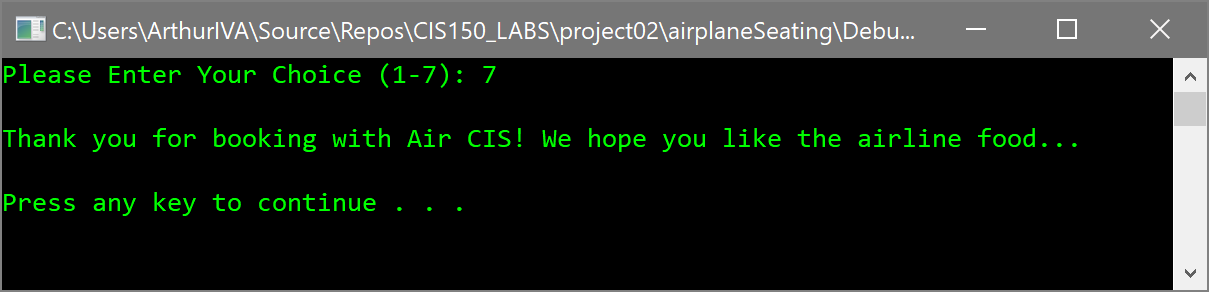 C:\Users\ArthurIVA\Source\Repos\CIS150_LABS\project02\airplaneSeating\Debu...
Please Enter Your Choice (1-7): 7
Thank you for booking with Air CIS! We hope you like the airline food...
Press any key to continue . . .